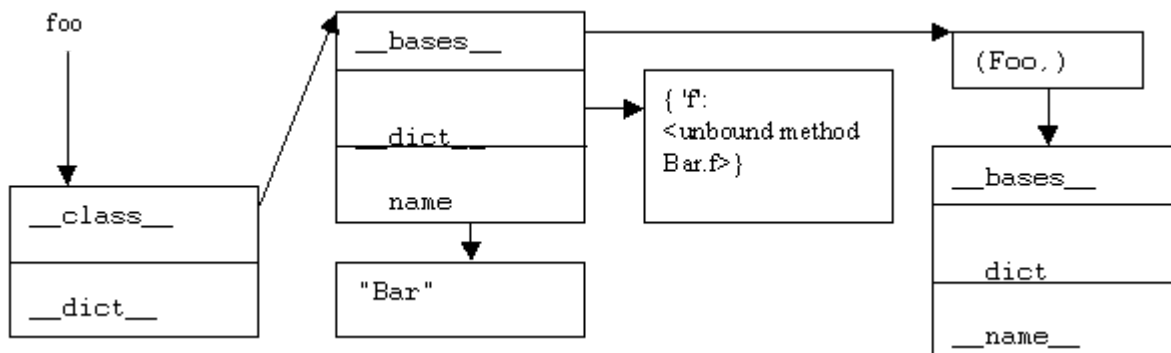 foo
__class__
__dict__
__bases__
__dict__
name
"Bar"
{ 'f':
<unbound method
Bar.f>}
(Foo,)
__bases__
dict
__name__